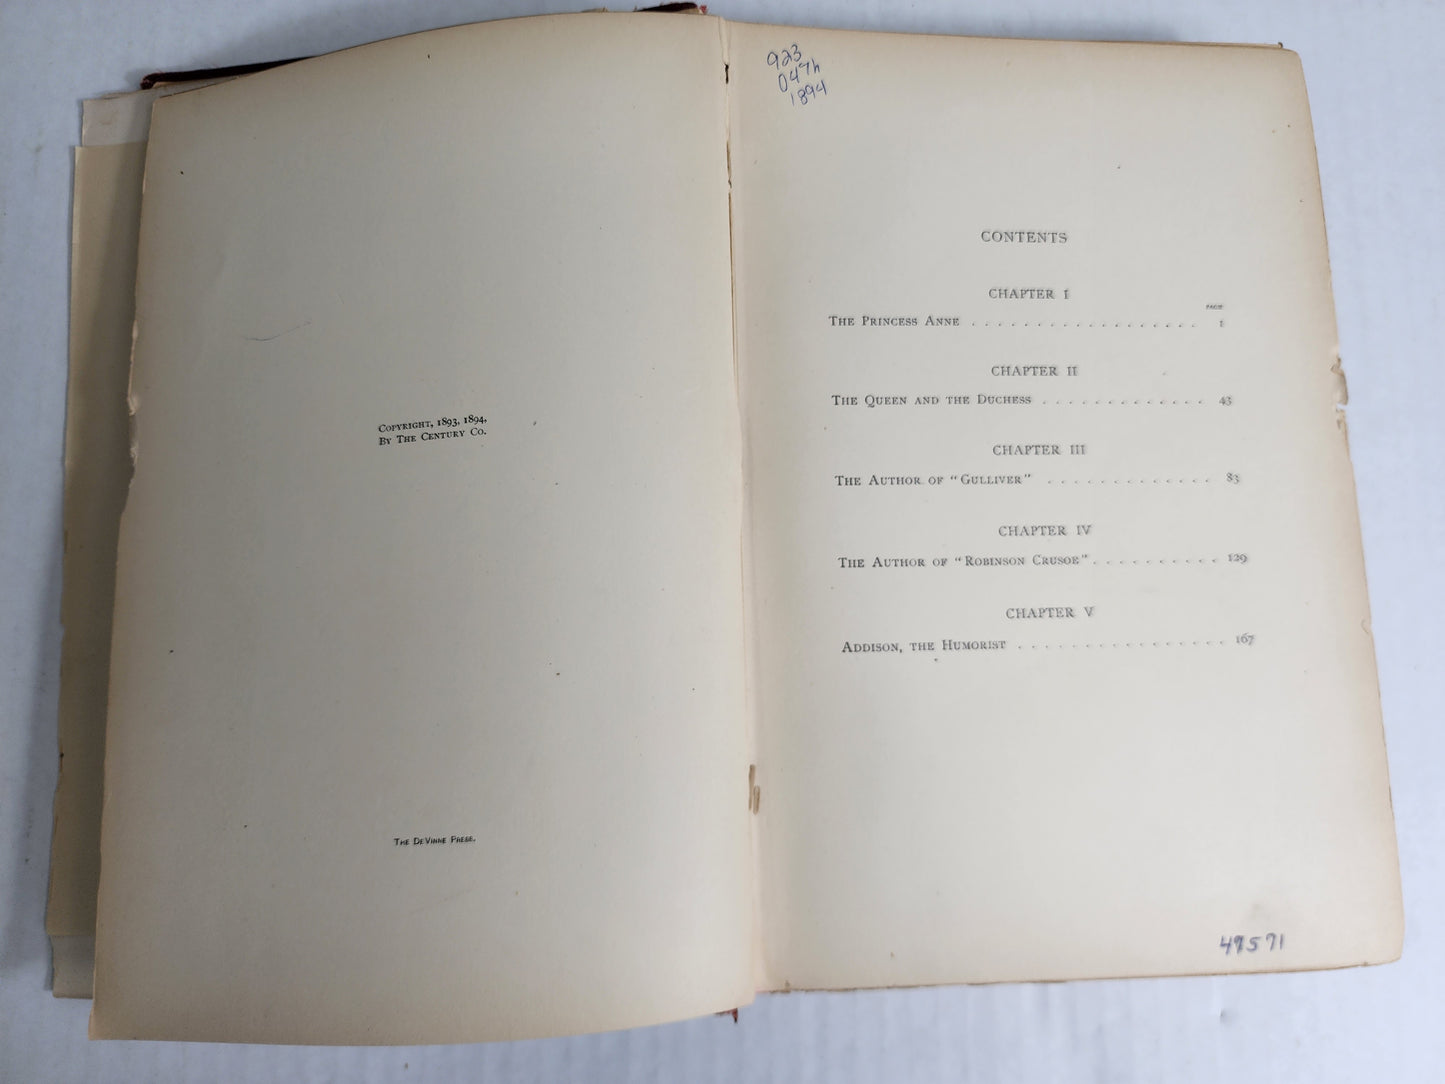 COPYRIGHT, 1893, 1894,
BY THE CENTURY CO.
THE DEVINNE PRESS.
923
047h
1894
CONTENTS
CHAPTER I
PAGE
THE PRINCESS ANNE . . . . . . . . . . . . . . . . . . 1
CHAPTER II
THE QUEEN AND THE DUCHESS . . . . . . . . . . . . . 43
CHAPTER III
THE AUTHOR OF "GULLIVER" . . . . . . . . . . . . . 83
CHAPTER IV
THE AUTHOR OF "ROBINSON CRUSOE" . . . . . . . . . . 129
CHAPTER V
ADDISON, THE HUMORIST . . . . . . . . . . . . . . . . 167
49571